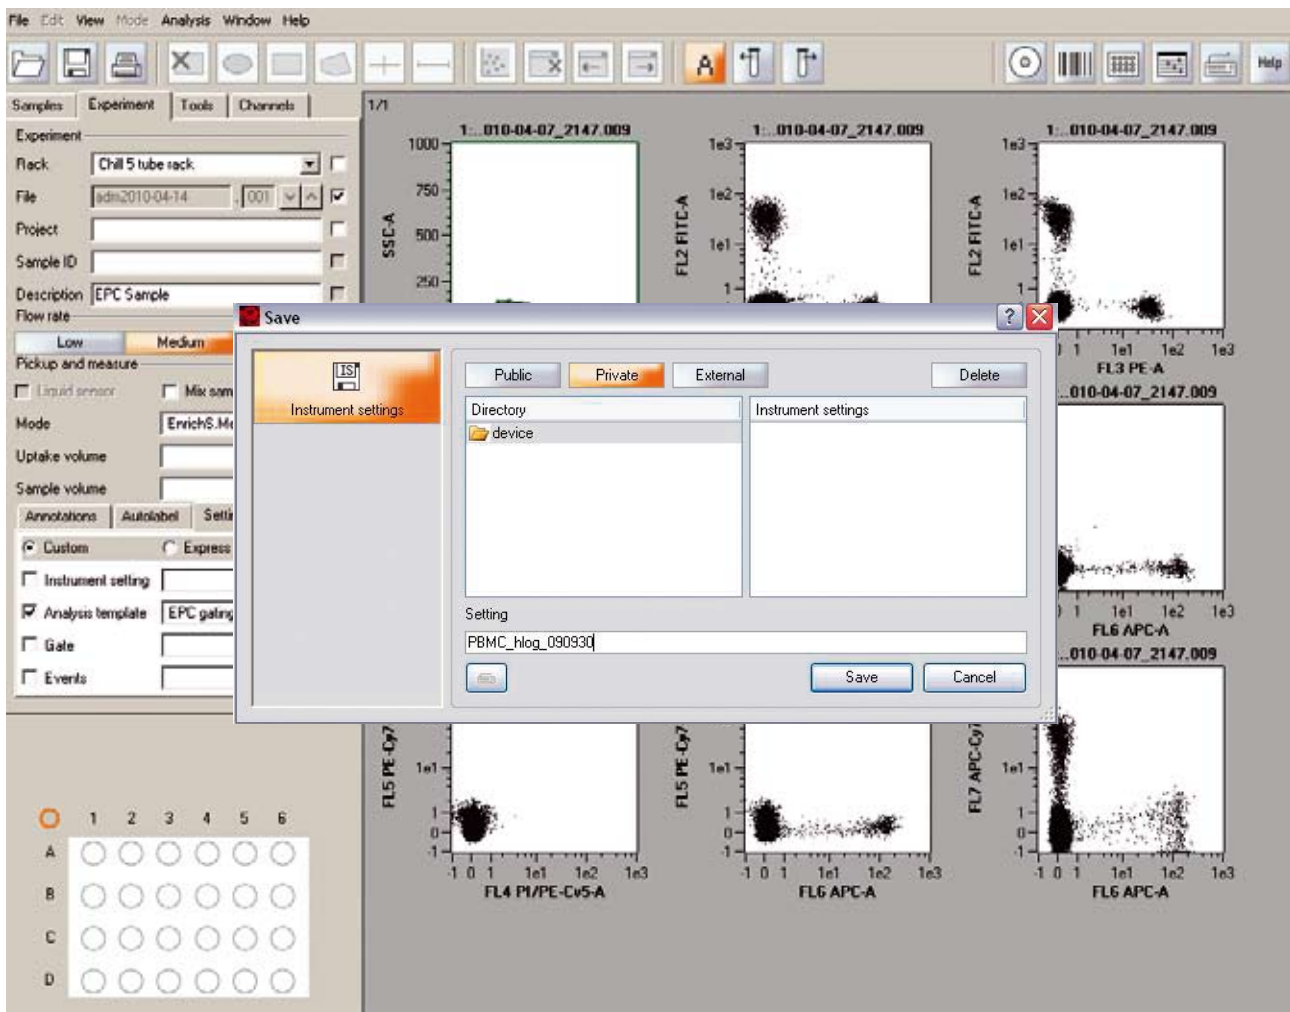 File Edit View Mode Analysis Window Help
A Help
Samples Experiment Tools Channels
1/1
Experiment
Rack Chill 5 tube rack
File adm2010-04-14 . 001
Project
Sample ID
Description EPC Sample
Flow rate
Low Medium
Pickup and measure
Liquid sensor Mix sam
Mode EnrichS.Me
Uptake volume
Sample volume
Annotations Autolabel Setti
Custom Express
Instrument setting
Analysis template EPC gating
Gate
Events
1 2 3 4 5 6
A
B
C
D
1:..010-04-07_2147.009
1000
750
500
250
SSC-A
1:..010-04-07_2147.009
1e3
1e2
1e1
1
FL2 FITC-A
1:..010-04-07_2147.009
1e3
1e2
1e1
1
FL2 FITC-A
1 1e1 1e2 1e3
FL3 PE-A
Save
IS
Instrument settings
Public Private External Delete
Directory Instrument settings
device
Setting
PBMC_hlog_090930
Save Cancel
..010-04-07_2147.009
1 1e1 1e2 1e3
FL6 APC-A
:..010-04-07_2147.009
FL5 PE-Cy7
1e1
1
0
-1
-1 0 1 1e1 1e2 1e3
FL4 PI/PE-Cy5-A
FL5 PE-Cy7
1e1
1
0
-1
-1 0 1 1e1 1e2 1e3
FL6 APC-A
FL7 APC-Cy7
1e1
1
0
-1
-1 0 1 1e1 1e2 1e3
FL6 APC-A